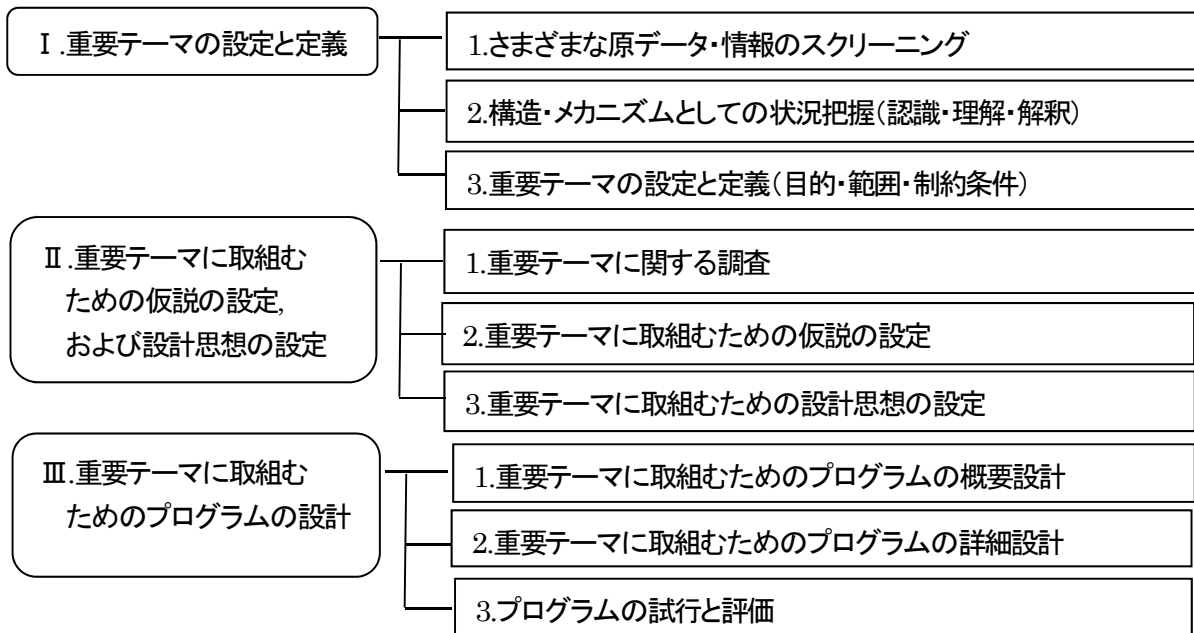 Ⅰ.重要テーマの設定と定義
1.さまざまな原データ・情報のスクリーニング
2.構造・メカニズムとしての状況把握(認識・理解・解釈)
3.重要テーマの設定と定義(目的・範囲・制約条件)
Ⅱ.重要テーマに取組む
ための仮説の設定,
および設計思想の設定
1.重要テーマに関する調査
2.重要テーマに取組むための仮説の設定
3.重要テーマに取組むための設計思想の設定
Ⅲ.重要テーマに取組む
ためのプログラムの設計
1.重要テーマに取組むためのプログラムの概要設計
2.重要テーマに取組むためのプログラムの詳細設計
3.プログラムの試行と評価